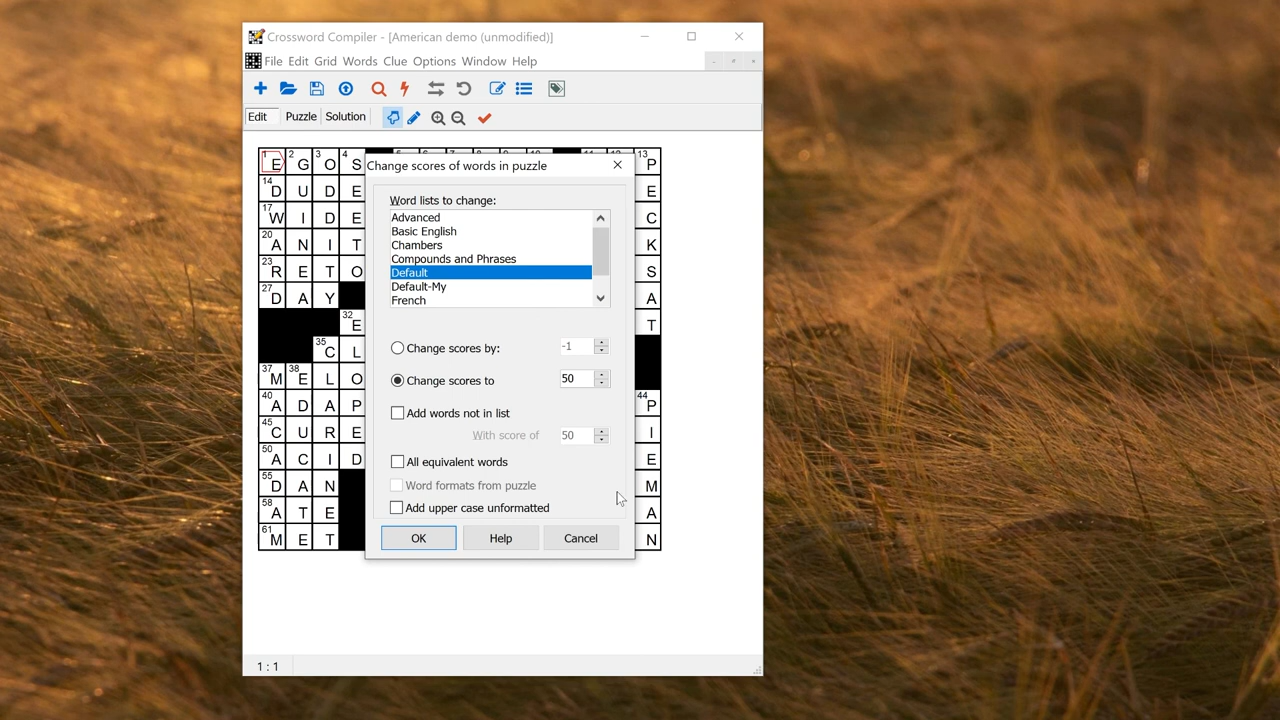 Crossword Compiler - [American demo (unmodified)]
File Edit Grid Words Clue Options Window Help
Edit Puzzle Solution
1 E 2 G 3 O 4 S 13 P
14 D U D E E
17 W I D E C
20 A N I T K
23 R E T O S
27 D A Y A
32 E T
35 C L
37 M 38 E L O
40 A D A P 44 P
45 C U R E I
50 A C I D E
55 D A N M
58 A T E A
61 M E T N
Change scores of words in puzzle
Word lists to change:
Advanced
Basic English
Chambers
Compounds and Phrases
Default
Default-My
French
Change scores by: -1
Change scores to 50
Add words not in list
With score of 50
All equivalent words
Word formats from puzzle
Add upper case unformatted
OK Help Cancel
1 : 1